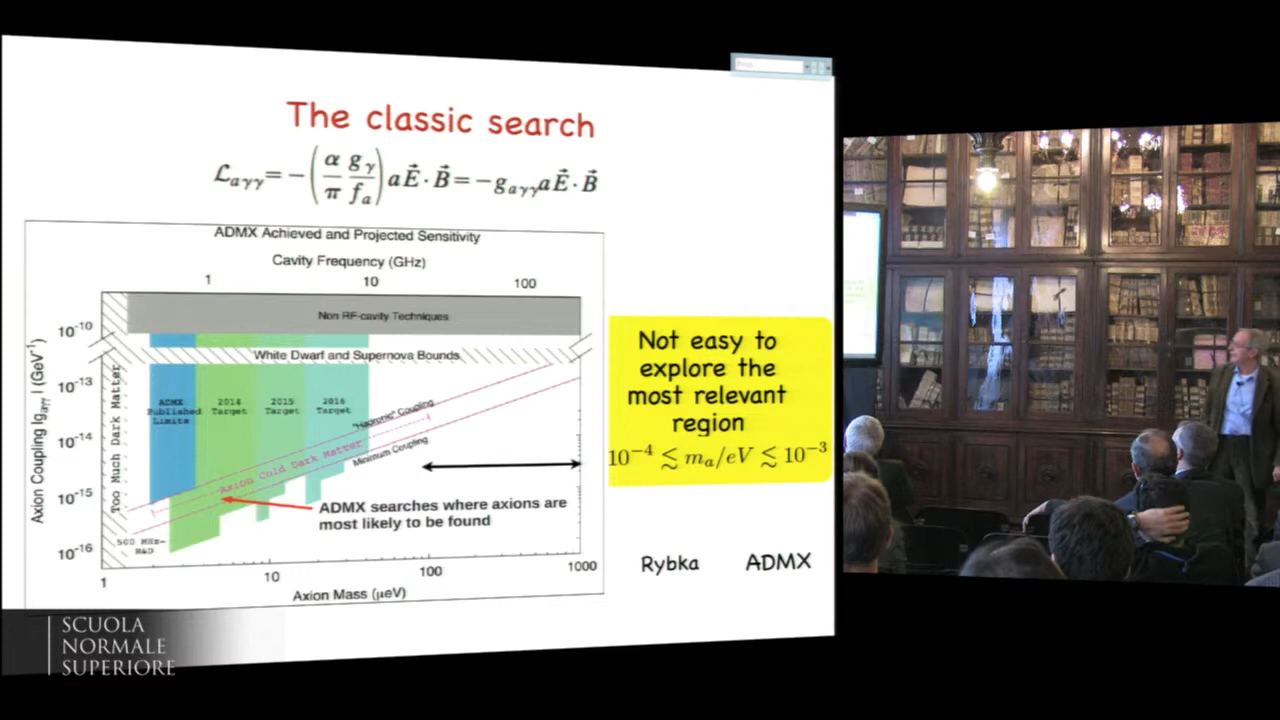 The classic search
ℒaγγ = −(α/π gγ/fa) aE⃗ · B⃗ = −gaγγ aE⃗ · B⃗
ADMX Achieved and Projected Sensitivity
Cavity Frequency (GHz)
1 10 100
Non RF-cavity Techniques
White Dwarf and Supernova Bounds
10⁻¹⁰
10⁻¹³
10⁻¹⁴
10⁻¹⁵
10⁻¹⁶
Axion Coupling |gaγγ| (GeV⁻¹)
Too Much Dark Matter
ADMX
Published
Limits
2014
Target
2015
Target
2016
Target
"Hadronic" Coupling
Minimum Coupling
Axion Cold Dark Matter
ADMX searches where axions are
most likely to be found
500 MHz-
R&D
1 10 100 1000
Axion Mass (μeV)
Not easy to
explore the
most relevant
region
10⁻⁴ ≲ ma/eV ≲ 10⁻³
Rybka ADMX
SCUOLA
NORMALE
SUPERIORE